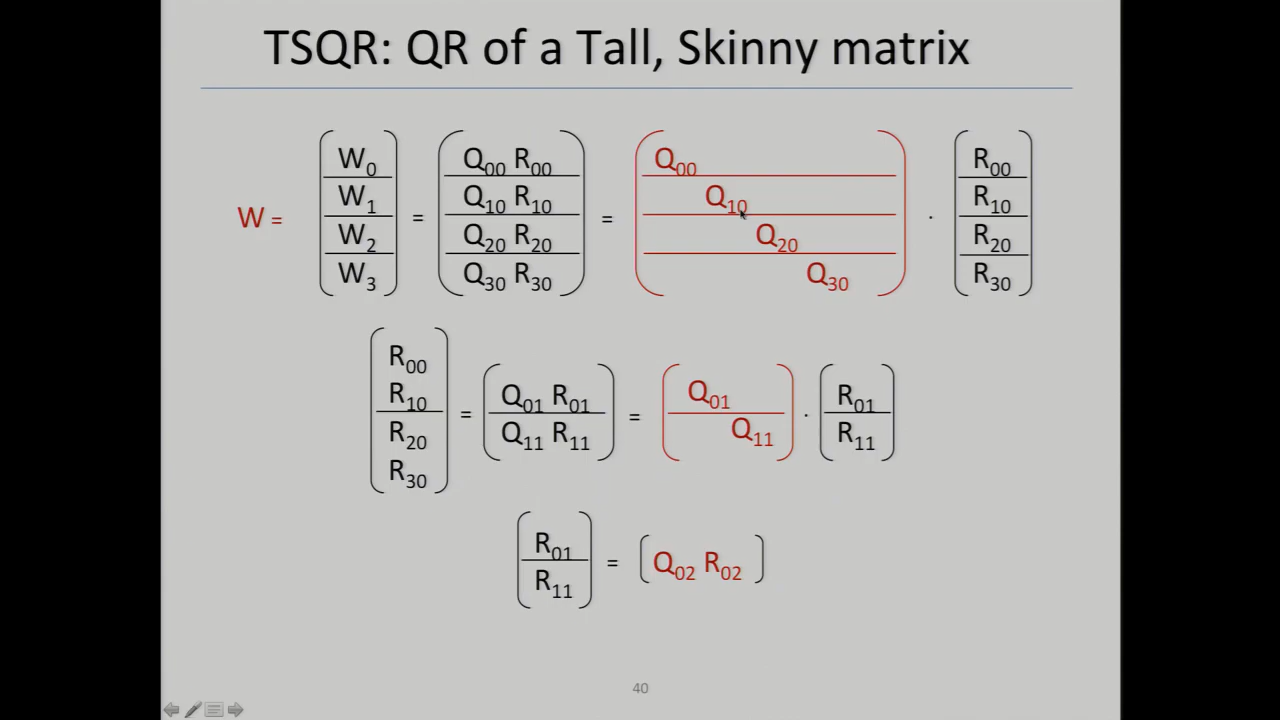 TSQR: QR of a Tall, Skinny matrix
W = W₀ W₁ W₂ W₃ = Q₀₀ R₀₀ Q₁₀ R₁₀ Q₂₀ R₂₀ Q₃₀ R₃₀ = Q₀₀ Q₁₀ Q₂₀ Q₃₀ · R₀₀ R₁₀ R₂₀ R₃₀
R₀₀ R₁₀ R₂₀ R₃₀ = Q₀₁ R₀₁ Q₁₁ R₁₁ = Q₀₁ Q₁₁ · R₀₁ R₁₁
R₀₁ R₁₁ = Q₀₂ R₀₂
40